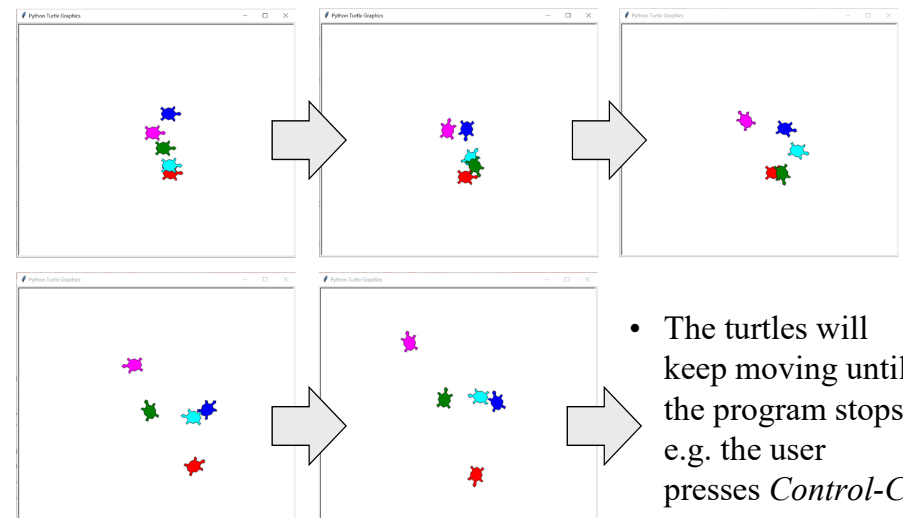 Python Turtle Graphics
Python Turtle Graphics
Python Turtle Graphics
Python Turtle Graphics
Python Turtle Graphics
• The turtles will
keep moving until
the program stops
e.g. the user
presses Control-C